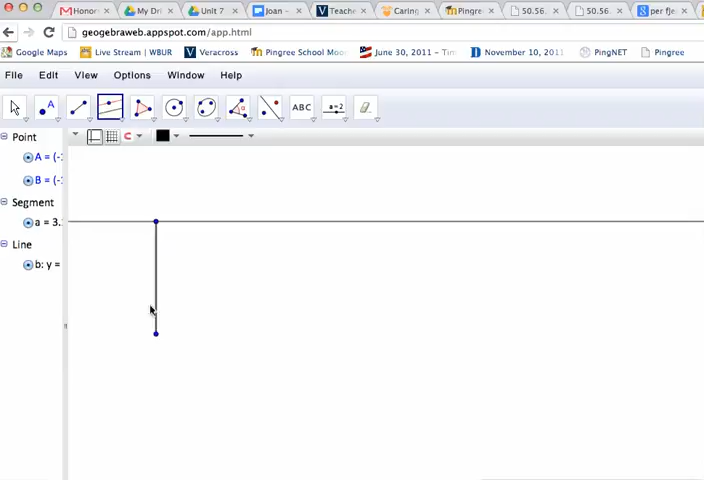 Honor
My Dri
Unit 7
Joan -
Teache
Caring
Pingre
50.56.
50.56.
per fje
geogebraweb.appspot.com/app.html
Google Maps Live Stream | WBUR Veracross Pingree School Moo... June 30, 2011 - Tim... November 10, 2011... PingNET Pingree
File Edit View Options Window Help
A ABC a=2
Point
A = (-
B = (-
Segment
a = 3.
Line
b: y =